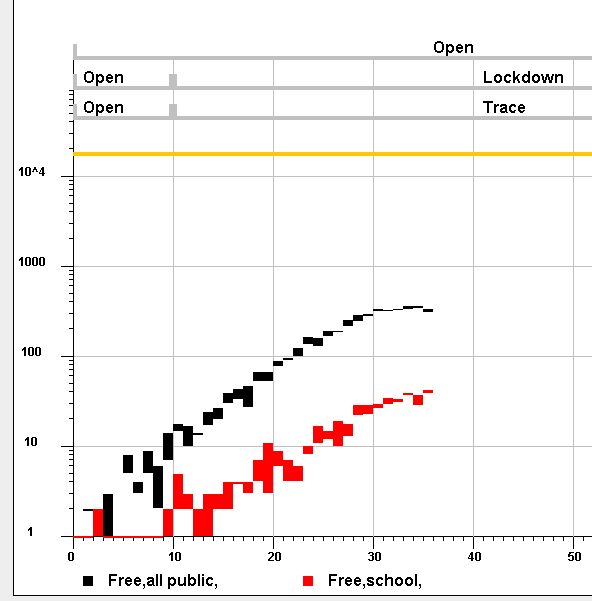 Open
Open Lockdown
Open Trace
10^4
1000
100
10
1
0 10 20 30 40 50
Free,all public, Free,school,